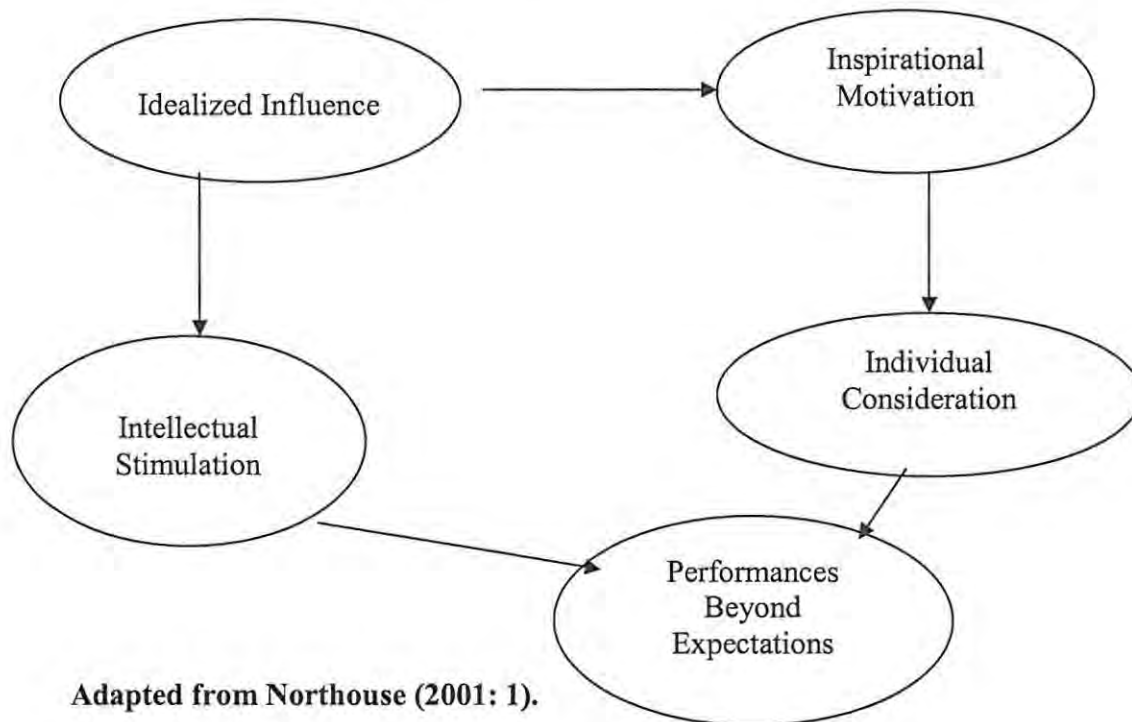 Idealized Influence
Inspirational
Motivation
Intellectual
Stimulation
Individual
Consideration
Performances
Beyond
Expectations
Adapted from Northouse (2001: 1).